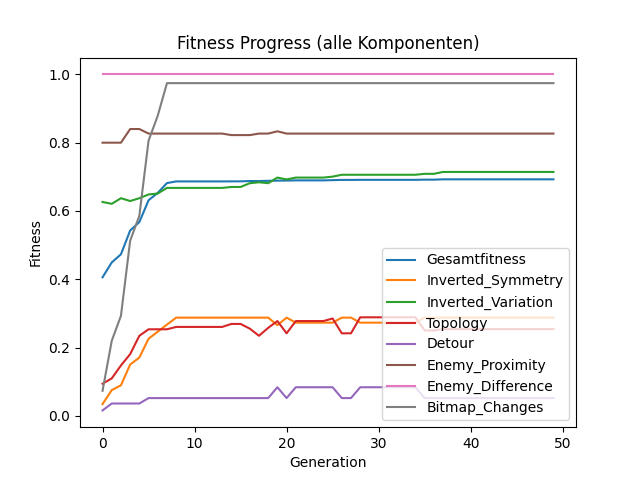 Fitness Progress (alle Komponenten)
1.0
0.8
0.6
0.4
0.2
0.0
Fitness
Gesamtfitness
Inverted_Symmetry
Inverted_Variation
Topology
Detour
Enemy_Proximity
Enemy_Difference
Bitmap_Changes
0 10 20 30 40 50
Generation